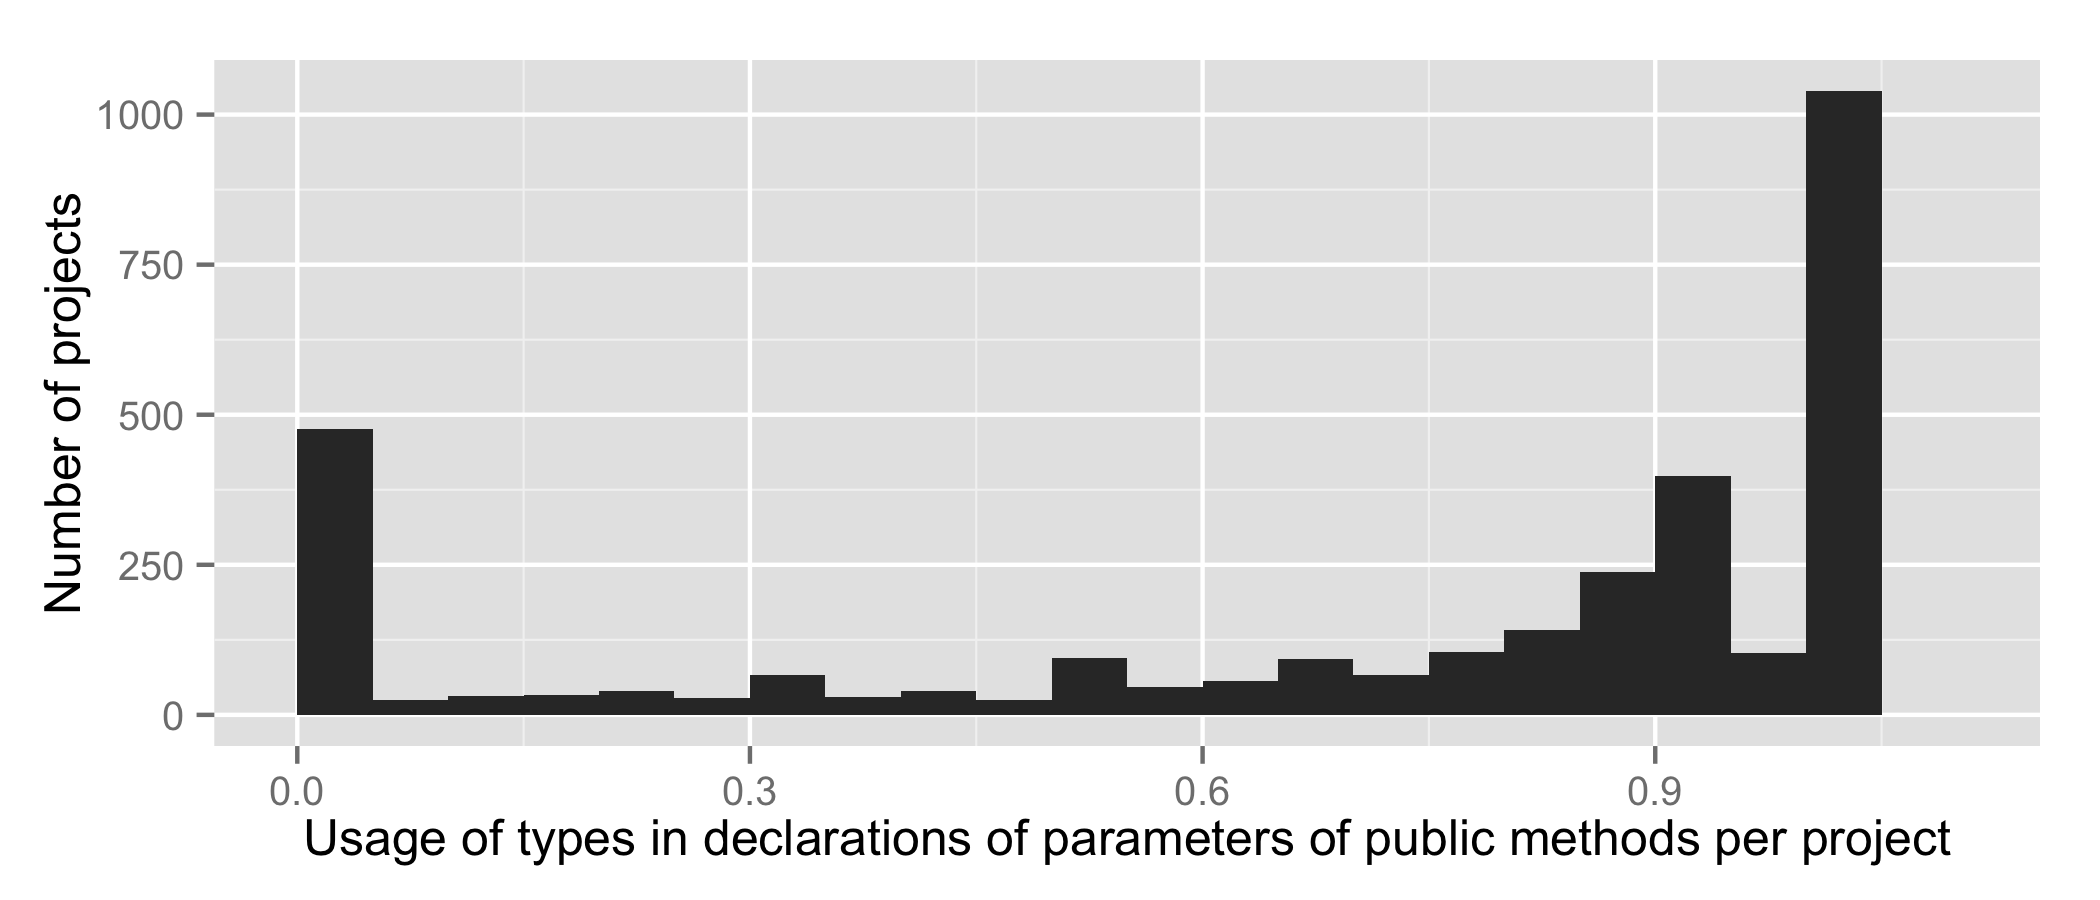 Number of projects
1000
750
500
250
0
0.0 0.3 0.6 0.9
Usage of types in declarations of parameters of public methods per project